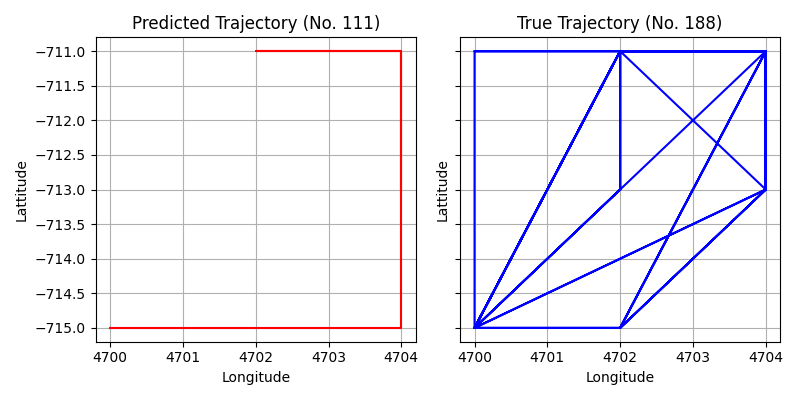 Predicted Trajectory (No. 111)
True Trajectory (No. 188)
−711.0
−711.5
−712.0
−712.5
−713.0
−713.5
−714.0
−714.5
−715.0
Lattitude
Lattitude
4700 4701 4702 4703 4704
4700 4701 4702 4703 4704
Longitude
Longitude